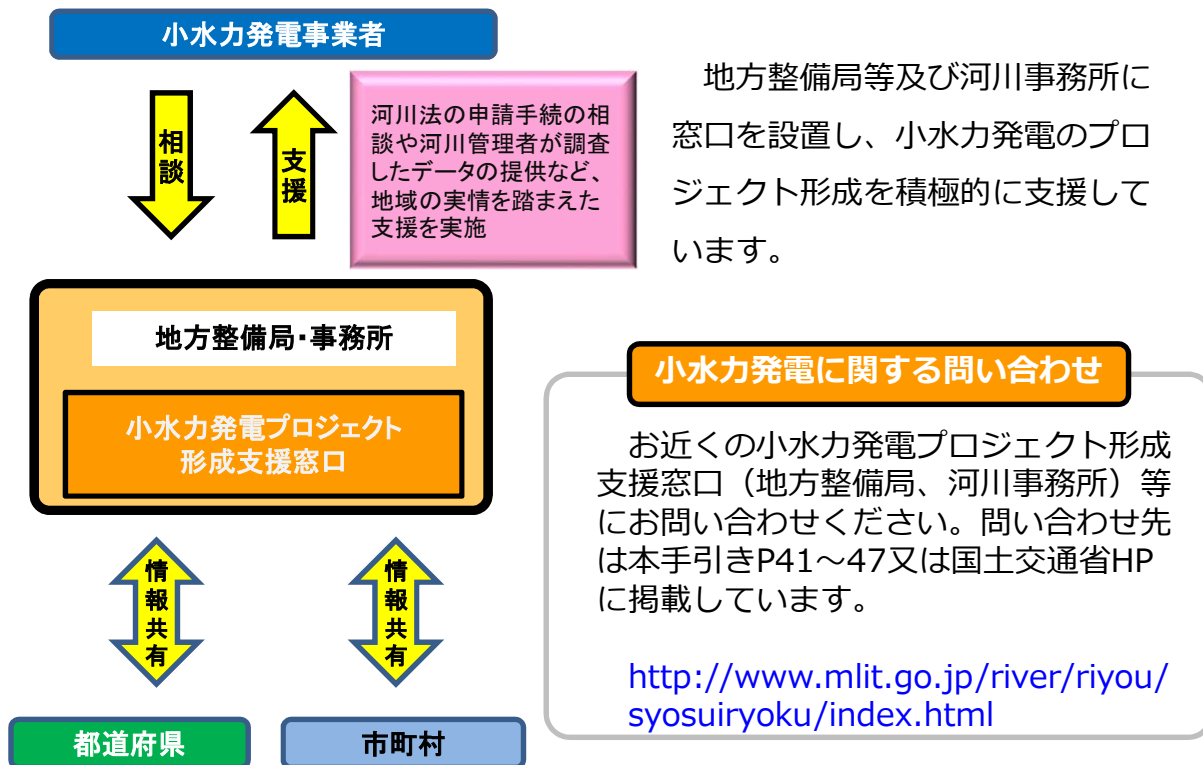 小水力発電事業者
相談
支援
河川法の申請手続の相
談や河川管理者が調査
したデータの提供など、
地域の実情を踏まえた
支援を実施
　地方整備局等及び河川事務所に
窓口を設置し、小水力発電のプロ
ジェクト形成を積極的に支援して
います。
地方整備局・事務所
小水力発電プロジェクト
形成支援窓口
情報共有
情報共有
都道府県
市町村
小水力発電に関する問い合わせ
　お近くの小水力発電プロジェクト形成
支援窓口（地方整備局、河川事務所）等
にお問い合わせください。問い合わせ先
は本手引きP41～47又は国土交通省HP
に掲載しています。
http://www.mlit.go.jp/river/riyou/
syosuiryoku/index.html